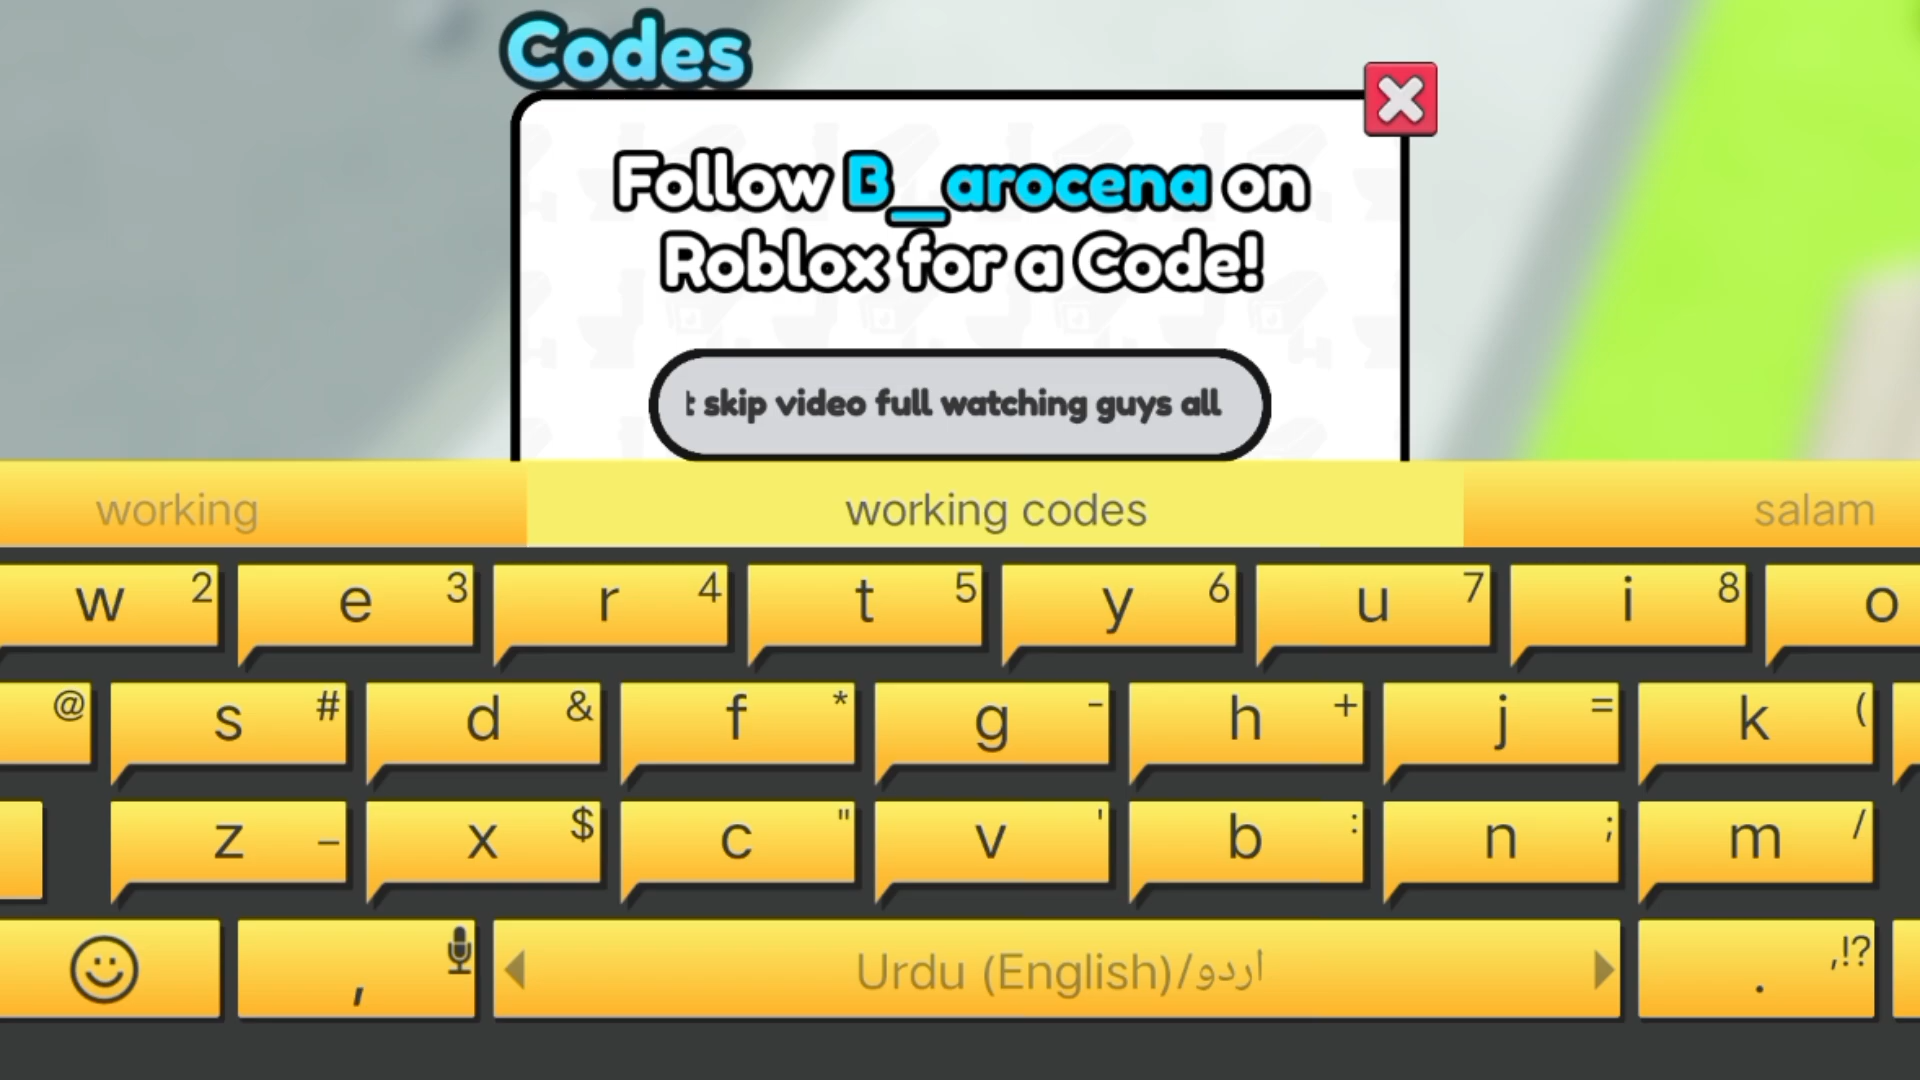 Codes
Follow B_arocena on
Roblox for a Code!
t skip video full watching guys all
working working codes salam
w 2 e 3 r 4 t 5 y 6 u 7 i 8 o
@ s # d & f * g - h + j = k (
z _ x $ c " v ' b : n ; m /
, Urdu (English)/اردو . ,!?